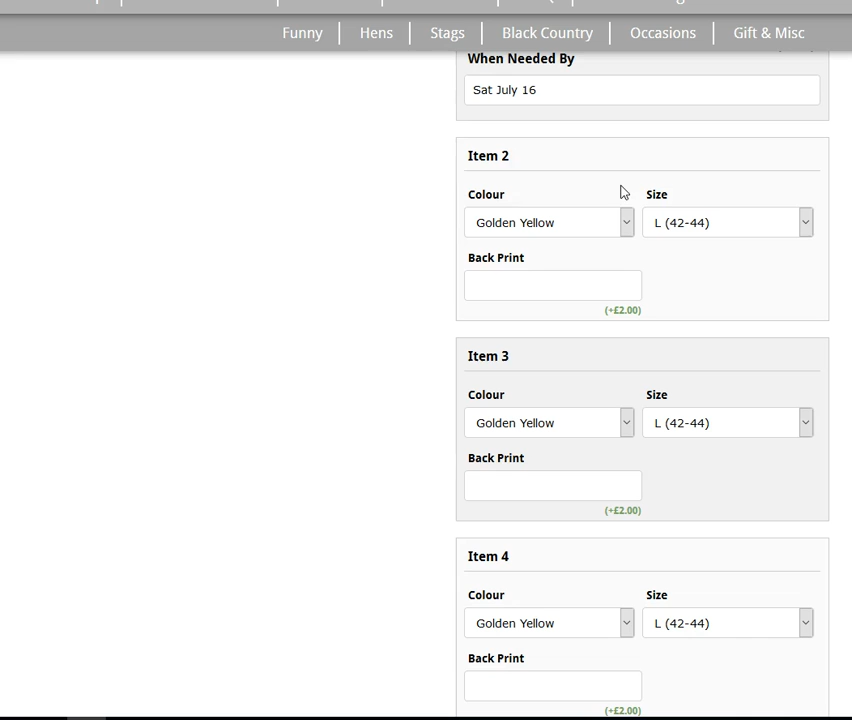 Funny Hens Stags Black Country Occasions Gift & Misc
When Needed By
Sat July 16
Item 2
Colour Size
Golden Yellow L (42-44)
Back Print
(+£2.00)
Item 3
Colour Size
Golden Yellow L (42-44)
Back Print
(+£2.00)
Item 4
Colour Size
Golden Yellow L (42-44)
Back Print
(+£2.00)